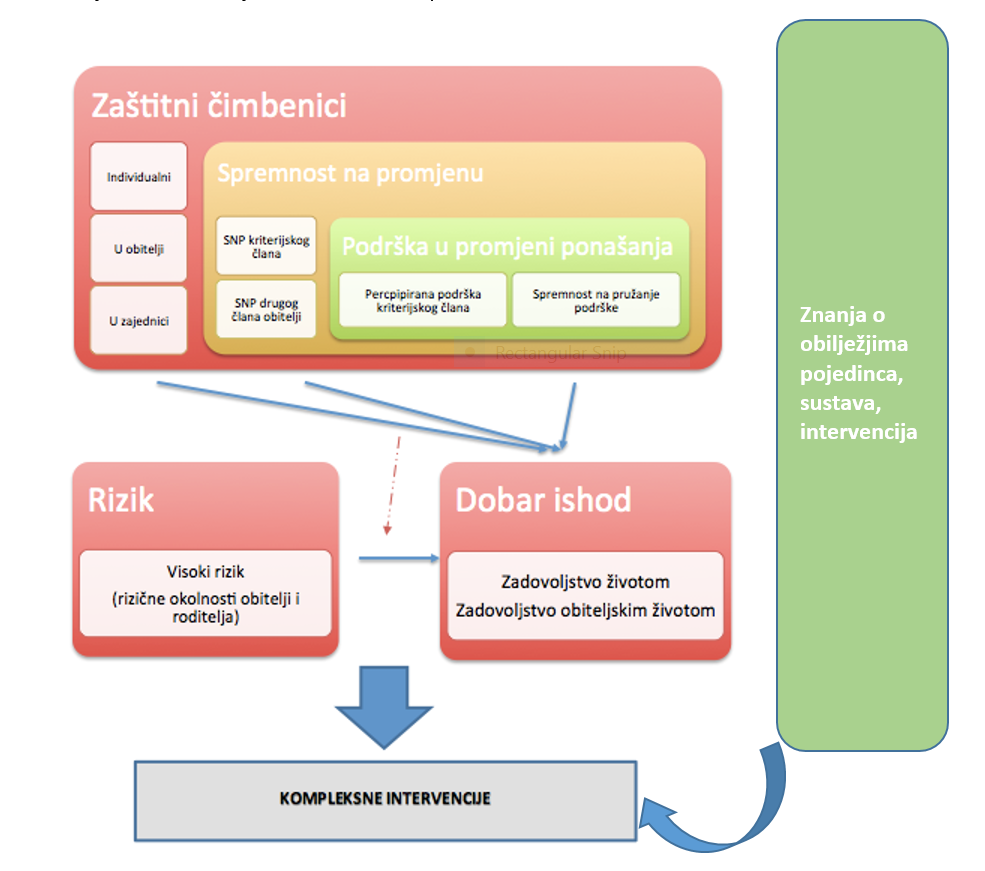 Zaštitni čimbenici
Individualni
U obitelji
U zajednici
Spremnost na promjenu
SNP kriterijskog
člana
SNP drugog
člana obitelji
Podrška u promjeni ponašanja
Percpipirana podrška
kriterijskog člana
Spremnost na pružanje
podrške
Rectangular Snip
Rizik
Visoki rizik
(rizične okolnosti obitelji i
roditelja)
Dobar ishod
Zadovoljstvo životom
Zadovoljstvo obiteljskim životom
KOMPLEKSNE INTERVENCIJE
Znanja o
obilježjima
pojedinca,
sustava,
intervencija